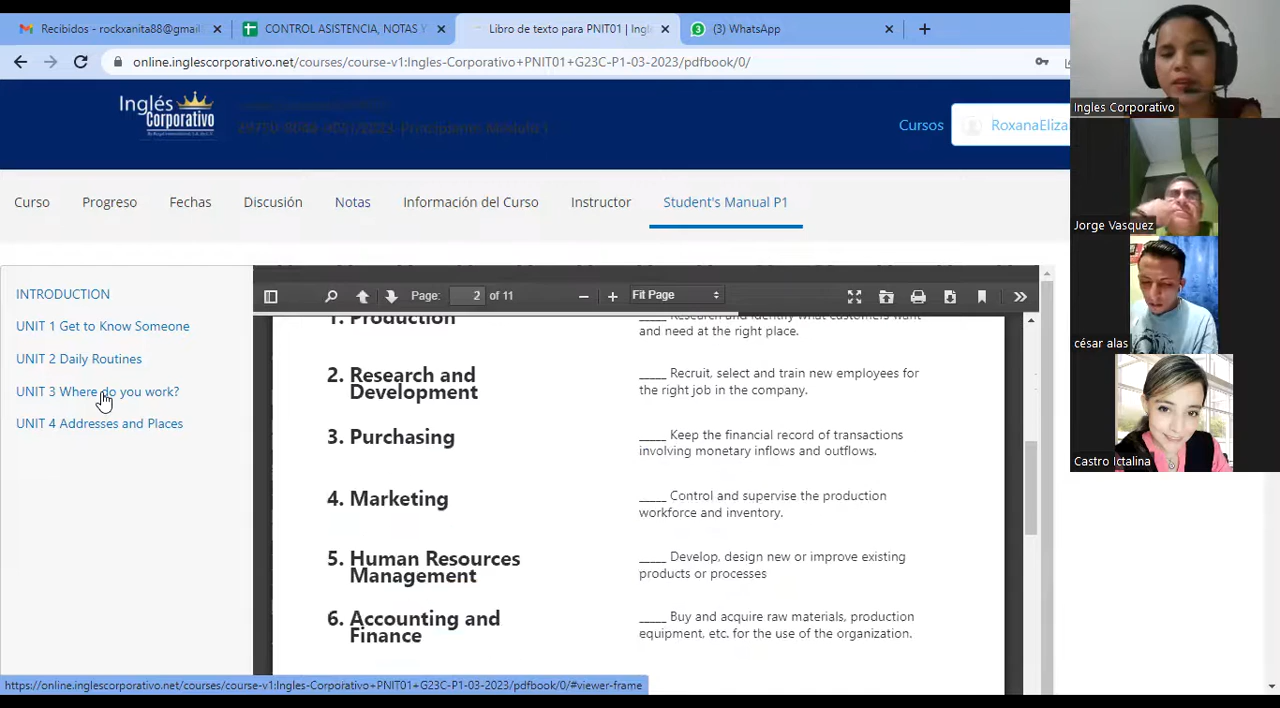 Recibidos - rockxanita88@gmail
CONTROL ASISTENCIA, NOTAS Y
Libro de texto para PNIT01 | Ingl
(3) WhatsApp
online.inglescorporativo.net/courses/course-v1:Ingles-Corporativo+PNIT01+G23C-P1-03-2023/pdfbook/0/
Inglés
Corporativo
Cursos
RoxanaEliza
Curso
Progreso
Fechas
Discusión
Notas
Información del Curso
Instructor
Student's Manual P1
INTRODUCTION
UNIT 1 Get to Know Someone
UNIT 2 Daily Routines
UNIT 3 Where do you work?
UNIT 4 Addresses and Places
Page: 2 of 11
Fit Page
1. Production
_____ Research and identify what customers want
and need at the right place.
2. Research and
Development
_____ Recruit, select and train new employees for
the right job in the company.
3. Purchasing
_____ Keep the financial record of transactions
involving monetary inflows and outflows.
4. Marketing
_____ Control and supervise the production
workforce and inventory.
5. Human Resources
Management
_____ Develop, design new or improve existing
products or processes
6. Accounting and
Finance
_____ Buy and acquire raw materials, production
equipment, etc. for the use of the organization.
https://online.inglescorporativo.net/courses/course-v1:Ingles-Corporativo+PNIT01+G23C-P1-03-2023/pdfbook/0/#viewer-frame
Ingles Corporativo
Jorge Vasquez
césar alas
Castro Ictalina